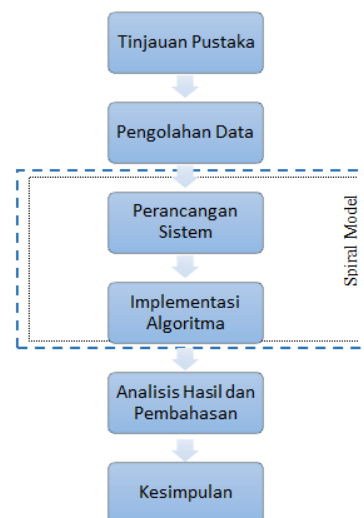 Tinjauan Pustaka
Pengolahan Data
Perancangan
Sistem
Spiral Model
Implementasi
Algoritma
Analisis Hasil dan
Pembahasan
Kesimpulan